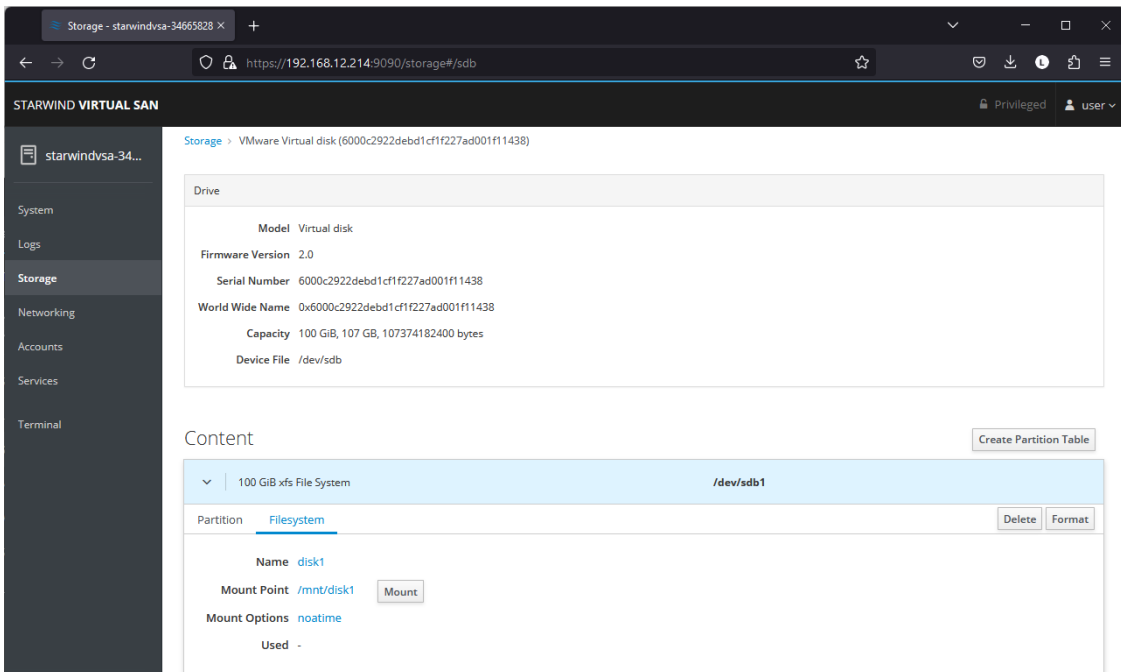 Storage - starwindvsa-34665828
https://192.168.12.214:9090/storage#/sdb
L
STARWIND VIRTUAL SAN
Privileged
user
starwindvsa-34...
System
Logs
Storage
Networking
Accounts
Services
Terminal
Storage > VMware Virtual disk (6000c2922debd1cf1f227ad001f11438)
Drive
Model Virtual disk
Firmware Version 2.0
Serial Number 6000c2922debd1cf1f227ad001f11438
World Wide Name 0x6000c2922debd1cf1f227ad001f11438
Capacity 100 GiB, 107 GB, 107374182400 bytes
Device File /dev/sdb
Content
Create Partition Table
100 GiB xfs File System /dev/sdb1
Partition Filesystem Delete Format
Name disk1
Mount Point /mnt/disk1 Mount
Mount Options noatime
Used -